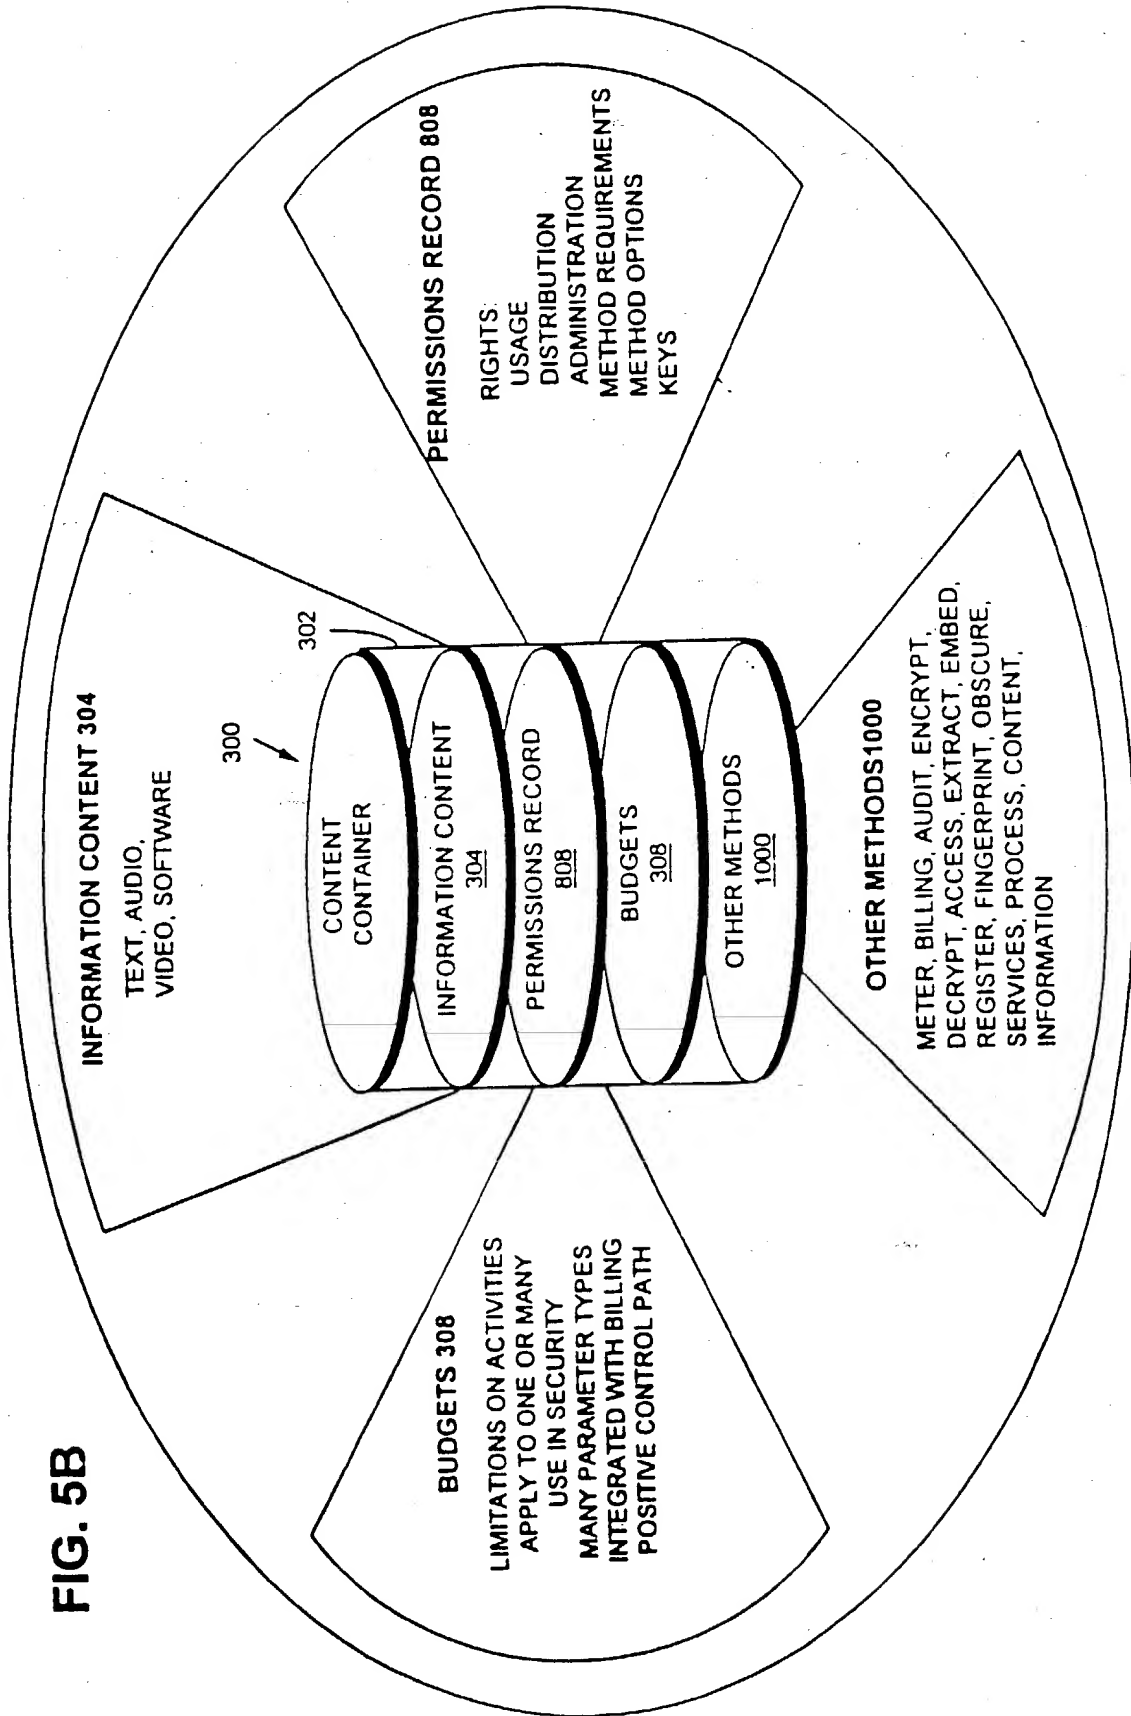 FIG. 5B
INFORMATION CONTENT 304
TEXT, AUDIO,
VIDEO, SOFTWARE
300
302
CONTENT
CONTAINER
INFORMATION CONTENT
304
PERMISSIONS RECORD
808
BUDGETS
308
OTHER METHODS
1000
BUDGETS 308
LIMITATIONS ON ACTIVITIES
APPLY TO ONE OR MANY
USE IN SECURITY
MANY PARAMETER TYPES
INTEGRATED WITH BILLING
POSITIVE CONTROL PATH
PERMISSIONS RECORD 808
RIGHTS:
USAGE
DISTRIBUTION
ADMINISTRATION
METHOD REQUIREMENTS
METHOD OPTIONS
KEYS
OTHER METHODS1000
METER, BILLING, AUDIT, ENCRYPT,
DECRYPT, ACCESS, EXTRACT, EMBED,
REGISTER, FINGERPRINT, OBSCURE,
SERVICES, PROCESS, CONTENT,
INFORMATION